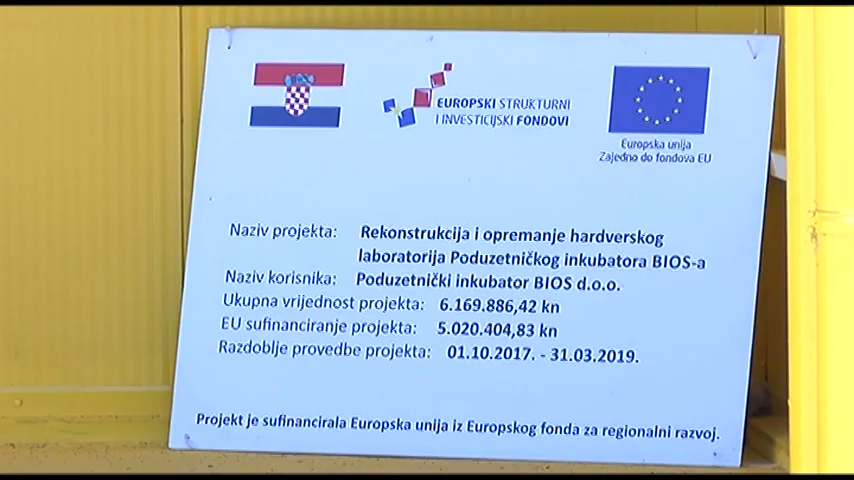 EUROPSKI STRUKTURNI
I INVESTICIJSKI FONDOVI
Europska unija
Zajedno do fondova EU
Naziv projekta: Rekonstrukcija i opremanje hardverskog
laboratorija Poduzetničkog inkubatora BIOS-a
Naziv korisnika: Poduzetnički inkubator BIOS d.o.o.
Ukupna vrijednost projekta: 6.169.886,42 kn
EU sufinanciranje projekta: 5.020.404,83 kn
Razdoblje provedbe projekta: 01.10.2017. - 31.03.2019.
Projekt je sufinancirala Europska unija iz Europskog fonda za regionalni razvoj.